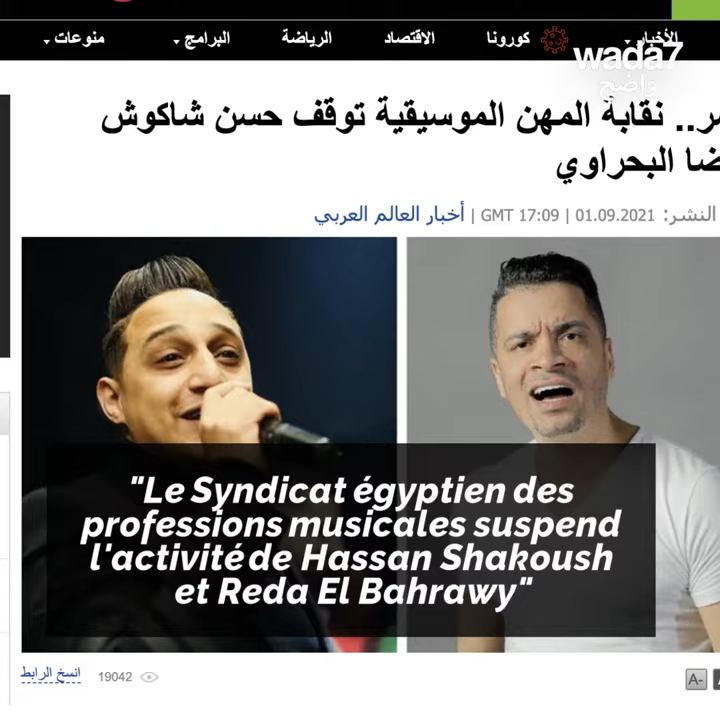 الأخبار كورونا الاقتصاد الرياضة البرامج منوعات
wada7
واضح
نقابة المهن الموسيقية توقف حسن شاكوش
البحراوي
النشر: 01.09.2021 | 17:09 GMT | أخبار العالم العربي
"Le Syndicat égyptien des
professions musicales suspend
l'activité de Hassan Shakoush
et Reda El Bahrawy"
انسخ الرابط 19042 A-